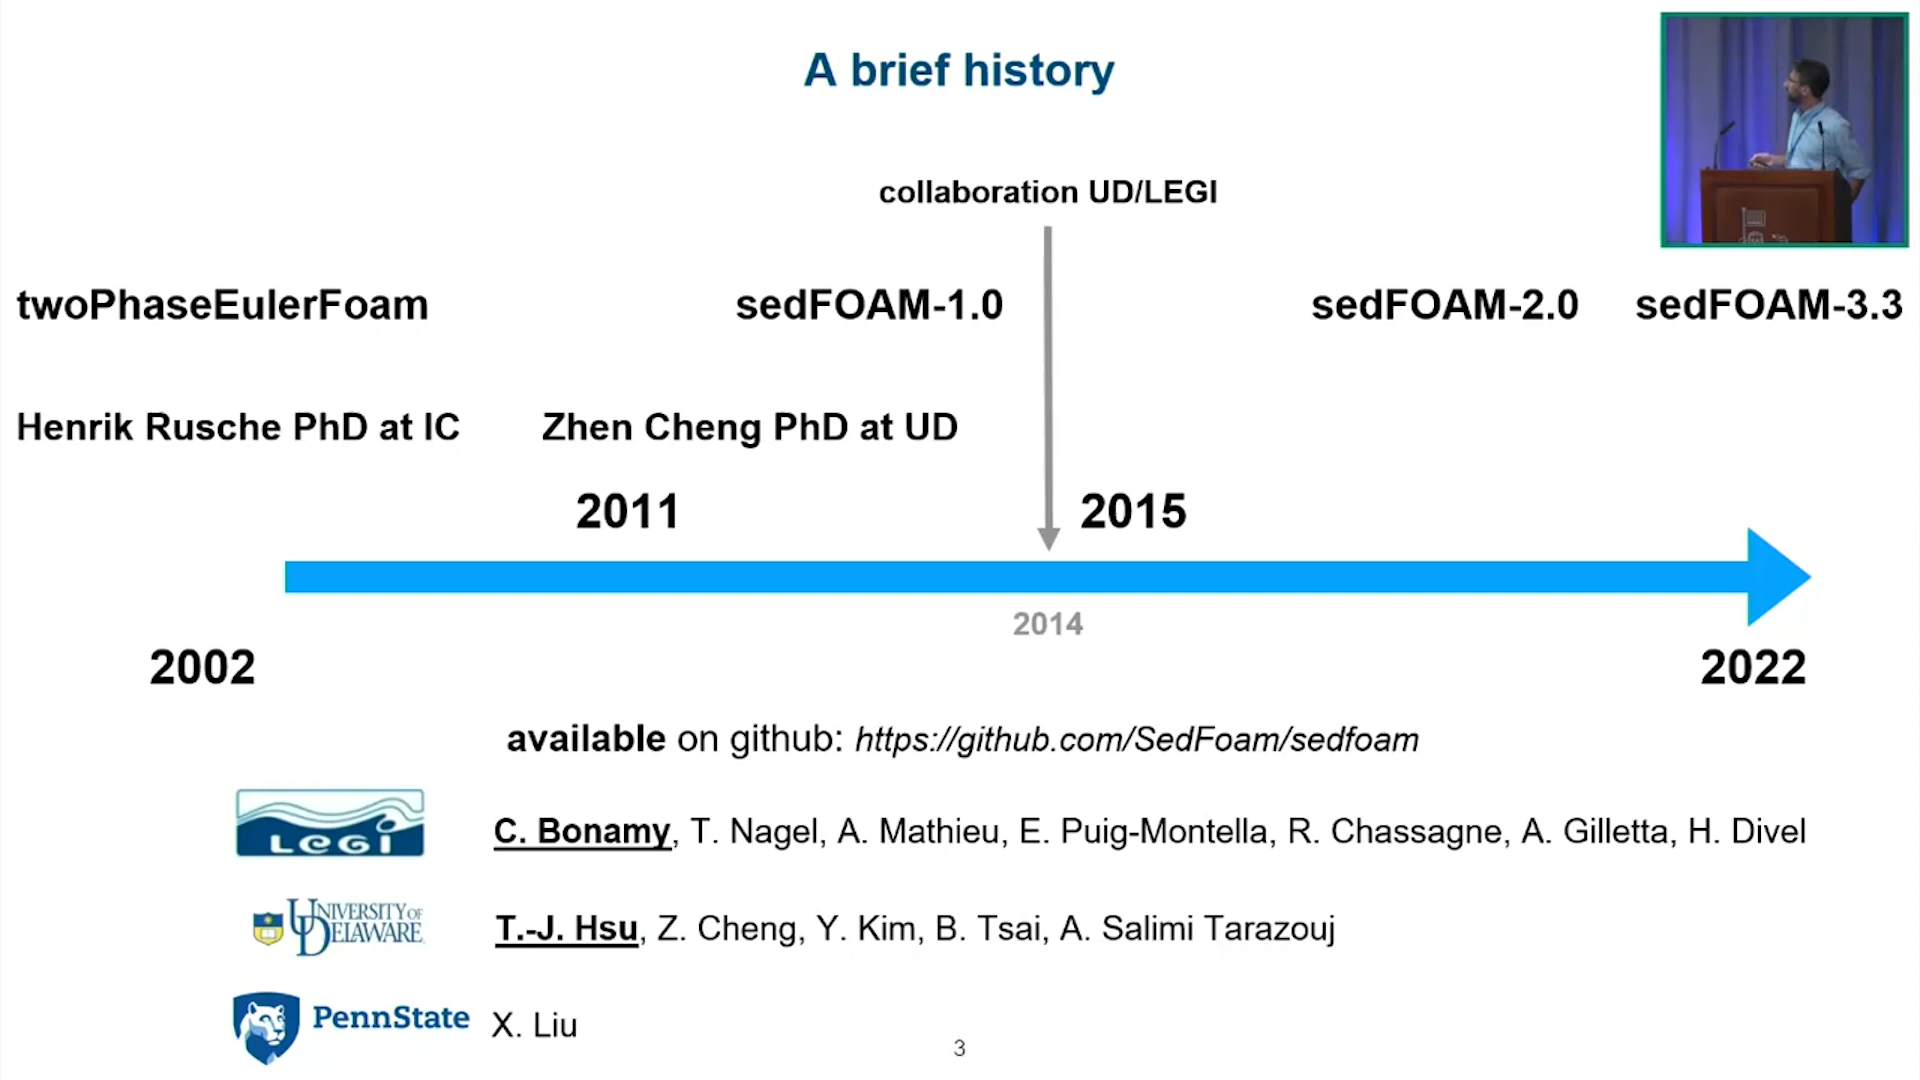 A brief history
collaboration UD/LEGI
twoPhaseEulerFoam
sedFOAM-1.0
sedFOAM-2.0
sedFOAM-3.3
Henrik Rusche PhD at IC
Zhen Cheng PhD at UD
2011
2015
2014
2002
2022
available on github: https://github.com/SedFoam/sedfoam
LEGI
C. Bonamy, T. Nagel, A. Mathieu, E. Puig-Montella, R. Chassagne, A. Gilletta, H. Divel
UNIVERSITY OF
DELAWARE
T.-J. Hsu, Z. Cheng, Y. Kim, B. Tsai, A. Salimi Tarazouj
PennState
X. Liu
3